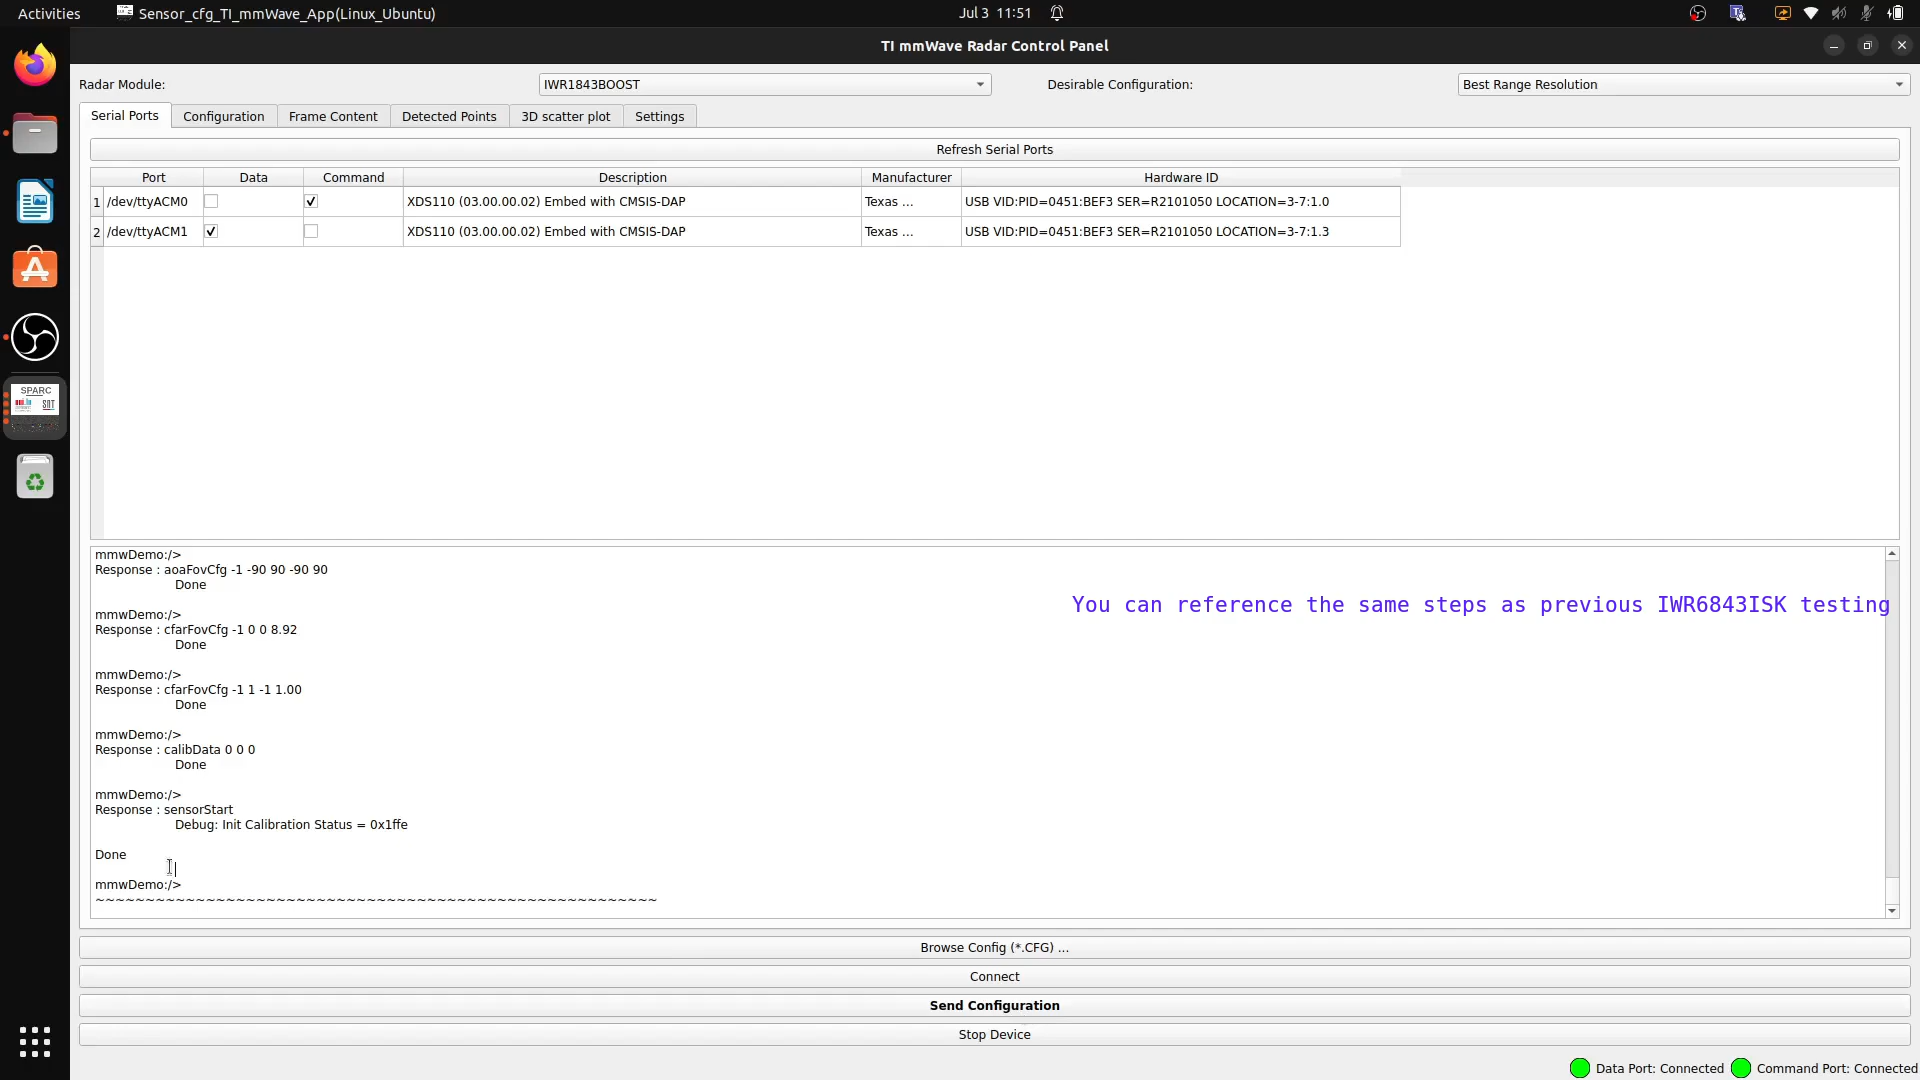 Activities Sensor_cfg_TI_mmWave_App(Linux_Ubuntu) Jul 3 11:51
TI mmWave Radar Control Panel
Radar Module: IWR1843BOOST Desirable Configuration: Best Range Resolution
Serial Ports Configuration Frame Content Detected Points 3D scatter plot Settings
Refresh Serial Ports
Port Data Command Description Manufacturer Hardware ID
1 /dev/ttyACM0 XDS110 (03.00.00.02) Embed with CMSIS-DAP Texas ... USB VID:PID=0451:BEF3 SER=R2101050 LOCATION=3-7:1.0
2 /dev/ttyACM1 XDS110 (03.00.00.02) Embed with CMSIS-DAP Texas ... USB VID:PID=0451:BEF3 SER=R2101050 LOCATION=3-7:1.3
SPARC
SNT
mmwDemo:/>
Response : aoaFovCfg -1 -90 90 -90 90
Done
You can reference the same steps as previous IWR6843ISK testing
mmwDemo:/>
Response : cfarFovCfg -1 0 0 8.92
Done
mmwDemo:/>
Response : cfarFovCfg -1 1 -1 1.00
Done
mmwDemo:/>
Response : calibData 0 0 0
Done
mmwDemo:/>
Response : sensorStart
Debug: Init Calibration Status = 0x1ffe
Done
mmwDemo:/>
~~~~~~~~~~~~~~~~~~~~~~~~~~~~~~~~~~~~~~~~~~~~~~~~~~~~~~~~
Browse Config (*.CFG) ...
Connect
Send Configuration
Stop Device
Data Port: Connected Command Port: Connected